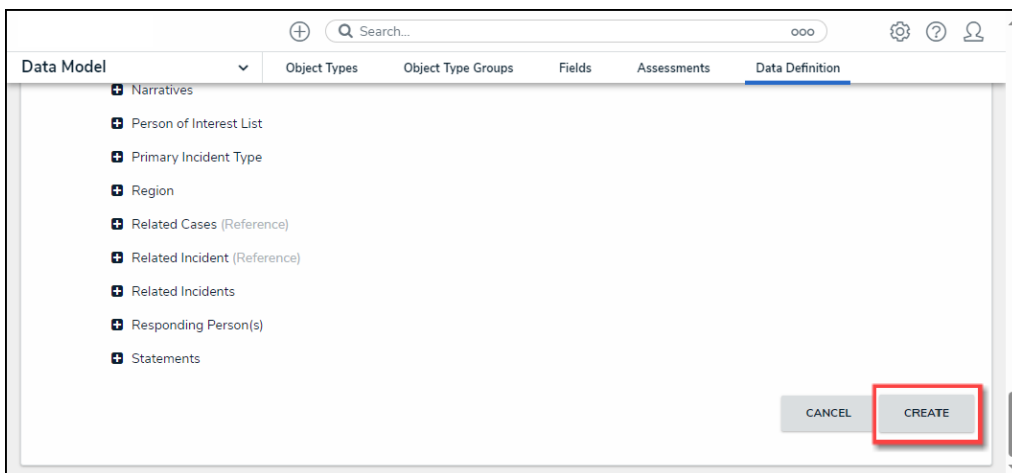 Search... ooo
Data Model Object Types Object Type Groups Fields Assessments Data Definition
Narratives
Person of Interest List
Primary Incident Type
Region
Related Cases (Reference)
Related Incident (Reference)
Related Incidents
Responding Person(s)
Statements
CANCEL CREATE